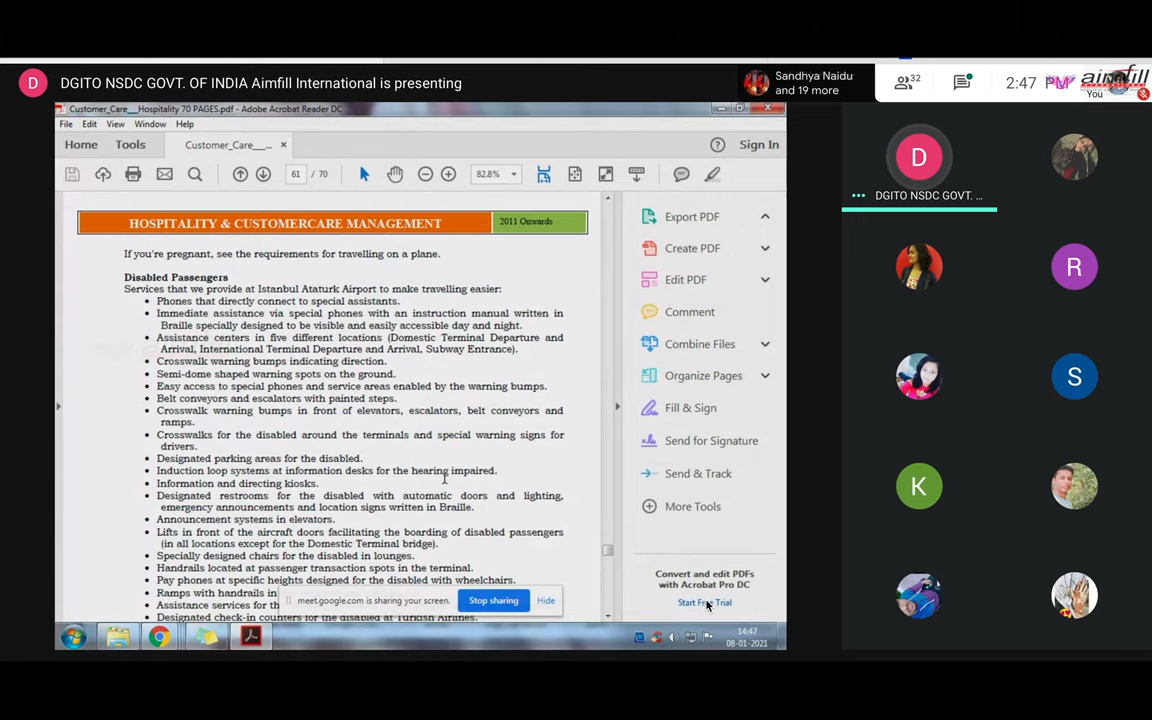 D DGITO NSDC GOVT. OF INDIA Aimfill International is presenting
Sandhya Naidu
and 19 more
32
2:47 PM
aimfill
You
Customer_Care__Hospitality 70 PAGES.pdf - Adobe Acrobat Reader DC
File Edit View Window Help
Home Tools Customer_Care__... × Sign In
61 / 70 82.8%
HOSPITALITY & CUSTOMERCARE MANAGEMENT 2011 Onwards
If you're pregnant, see the requirements for travelling on a plane.
Disabled Passengers
Services that we provide at Istanbul Ataturk Airport to make travelling easier:
• Phones that directly connect to special assistants.
• Immediate assistance via special phones with an instruction manual written in
Braille specially designed to be visible and easily accessible day and night.
• Assistance centers in five different locations (Domestic Terminal Departure and
Arrival, International Terminal Departure and Arrival, Subway Entrance).
• Crosswalk warning bumps indicating direction.
• Semi-dome shaped warning spots on the ground.
• Easy access to special phones and service areas enabled by the warning bumps.
• Belt conveyors and escalators with painted steps.
• Crosswalk warning bumps in front of elevators, escalators, belt conveyors and
ramps.
• Crosswalks for the disabled around the terminals and special warning signs for
drivers.
• Designated parking areas for the disabled.
• Induction loop systems at information desks for the hearing impaired.
• Information and directing kiosks.
• Designated restrooms for the disabled with automatic doors and lighting,
emergency announcements and location signs written in Braille.
• Announcement systems in elevators.
• Lifts in front of the aircraft doors facilitating the boarding of disabled passengers
(in all locations except for the Domestic Terminal bridge).
• Specially designed chairs for the disabled in lounges.
• Handrails located at passenger transaction spots in the terminal.
• Pay phones at specific heights designed for the disabled with wheelchairs.
• Ramps with handrails in
• Assistance services for th
• Designated check-in counters for the disabled at Turkish Airlines.
meet.google.com is sharing your screen. Stop sharing Hide
Export PDF
Create PDF
Edit PDF
Comment
Combine Files
Organize Pages
Fill & Sign
Send for Signature
Send & Track
More Tools
Convert and edit PDFs
with Acrobat Pro DC
Start Free Trial
14:47
08-01-2021
D
DGITO NSDC GOVT. ...
R
S
K